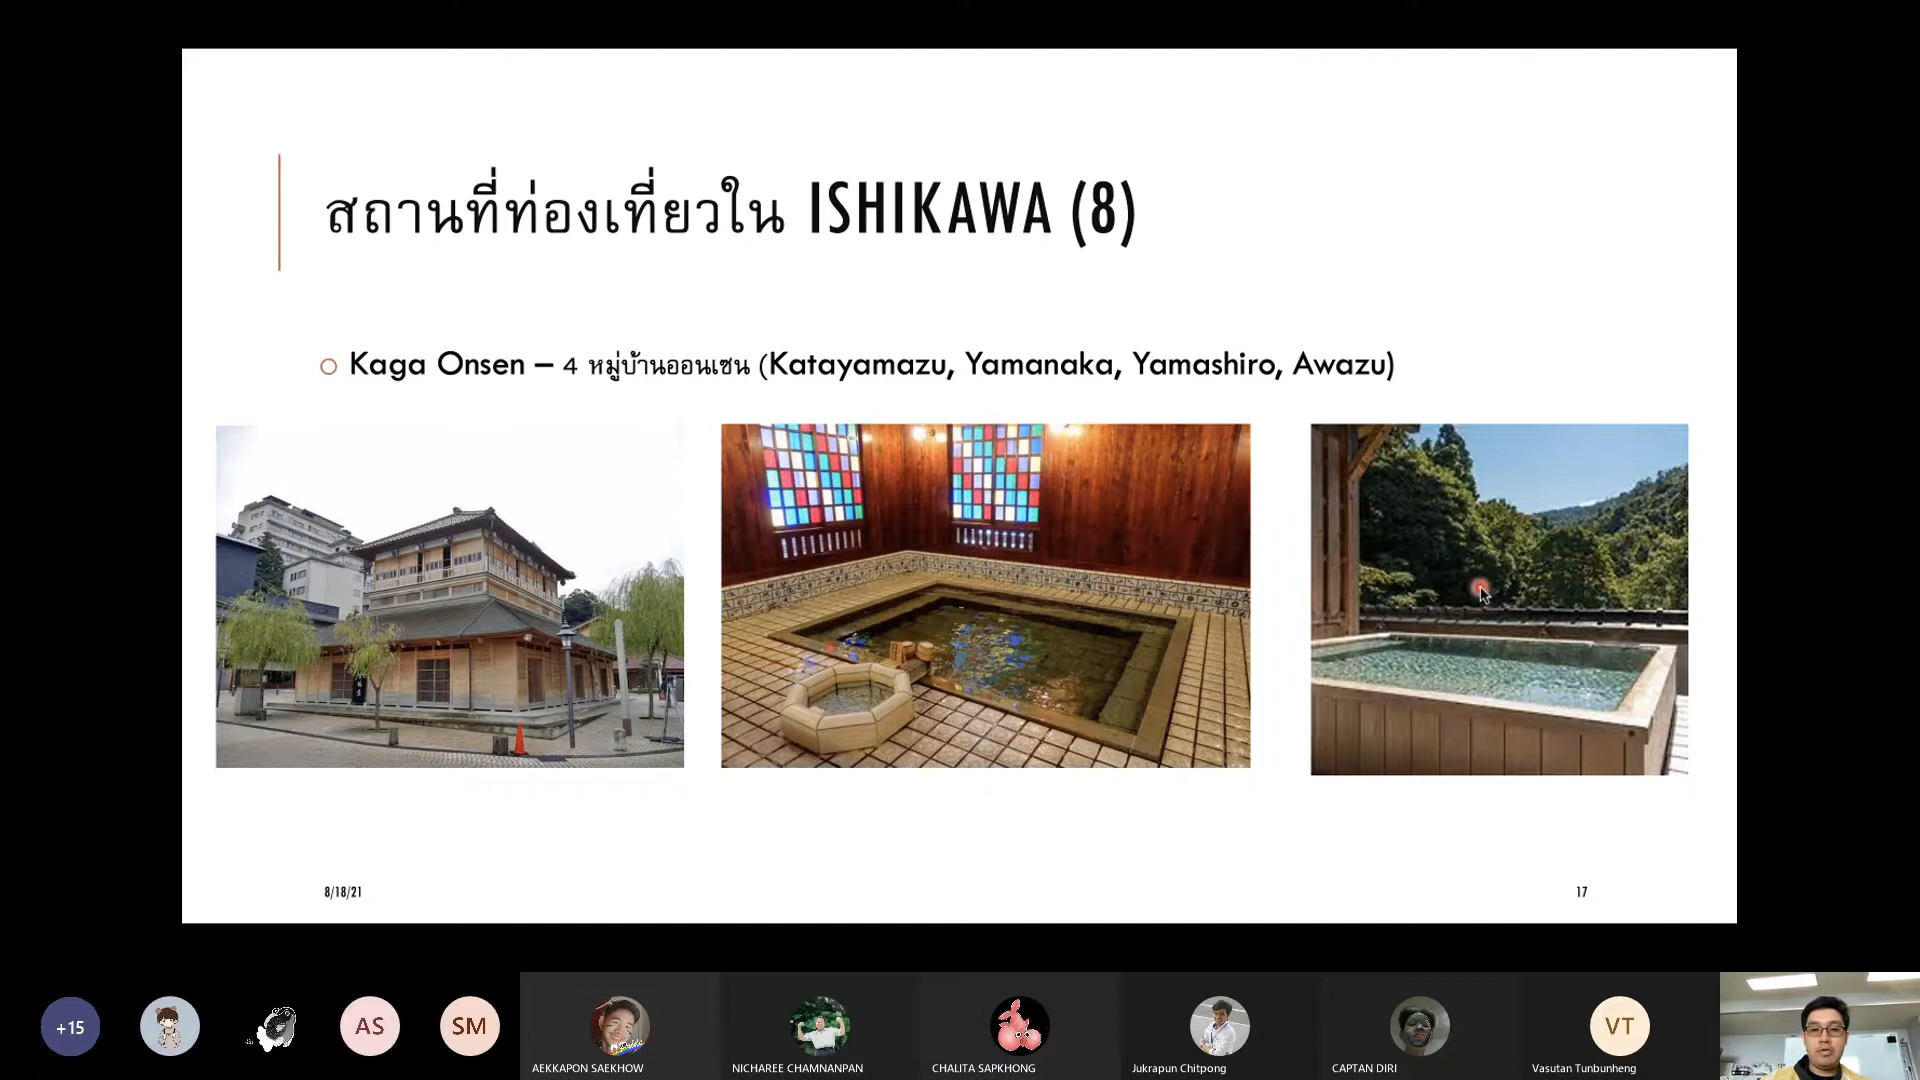 สถานที่ท่องเที่ยวใน ISHIKAWA (8)
Kaga Onsen – 4 หมู่บ้านออนเซน (Katayamazu, Yamanaka, Yamashiro, Awazu)
8/18/21
17
+15
AS
SM
VT
AEKKAPON SAEKHOW
NICHAREE CHAMNANPAN
CHALITA SAPKHONG
Jukrapun Chitpong
CAPTAN DIRI
Vasutan Tunbunheng